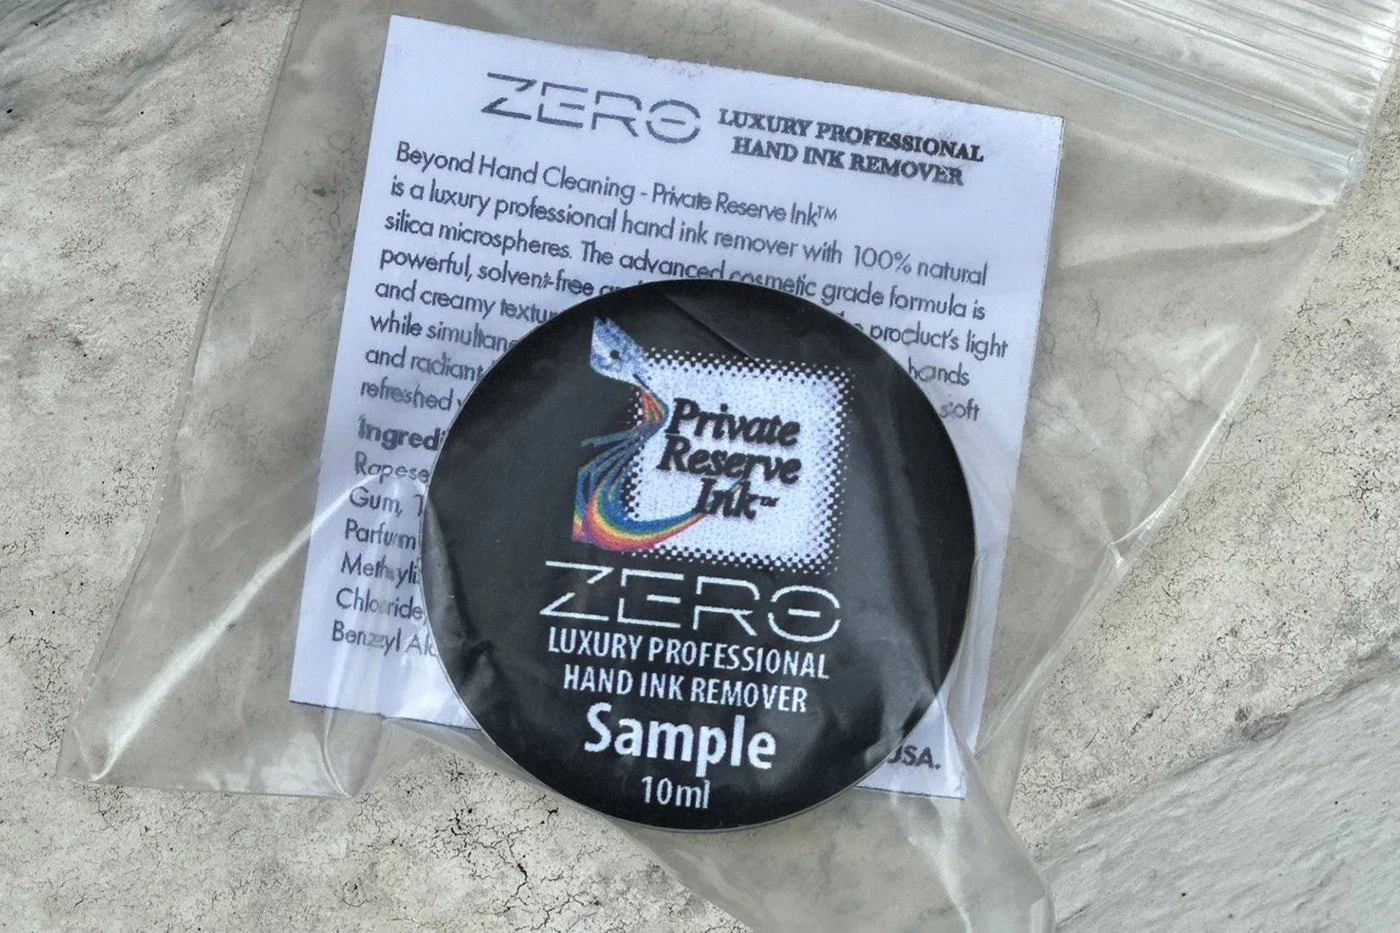 ZERO LUXURY PROFESSIONAL
HAND INK REMOVER
Beyond Hand Cleaning - Private Reserve Ink™
is a luxury professional hand ink remover with 100% natural
silica microspheres. The advanced cosmetic grade formula is
powerful, solvent-free
product's light
and creamy
hands
while
and radiant
soft
refreshed
Gum,
Parfum
USA.
Private
Reserve
Ink™
ZERO
LUXURY PROFESSIONAL
HAND INK REMOVER
Sample
10ml